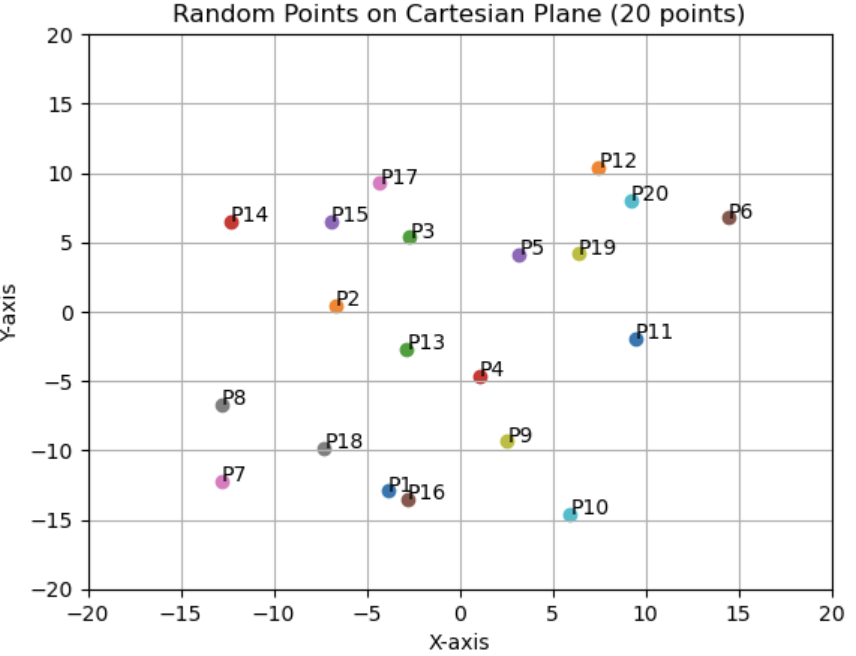 Random Points on Cartesian Plane (20 points)
20
15
10
5
0
−5
−10
−15
−20
Y-axis
P12
P17
P20
P14
P15
P6
P3
P5
P19
P2
P11
P13
P4
P8
P18
P9
P7
P1
P16
P10
−20
−15
−10
−5
0
5
10
15
20
X-axis